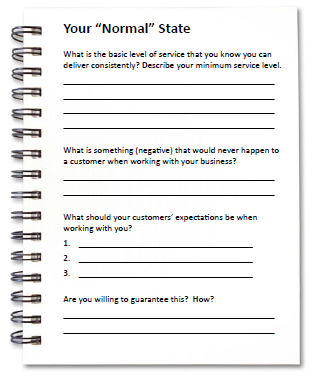 Your “Normal” State
What is the basic level of service that you know you can
deliver consistently? Describe your minimum service level.
What is something (negative) that would never happen to
a customer when working with your business?
What should your customers’ expectations be when
working with you?
1.
2.
3.
Are you willing to guarantee this?  How?